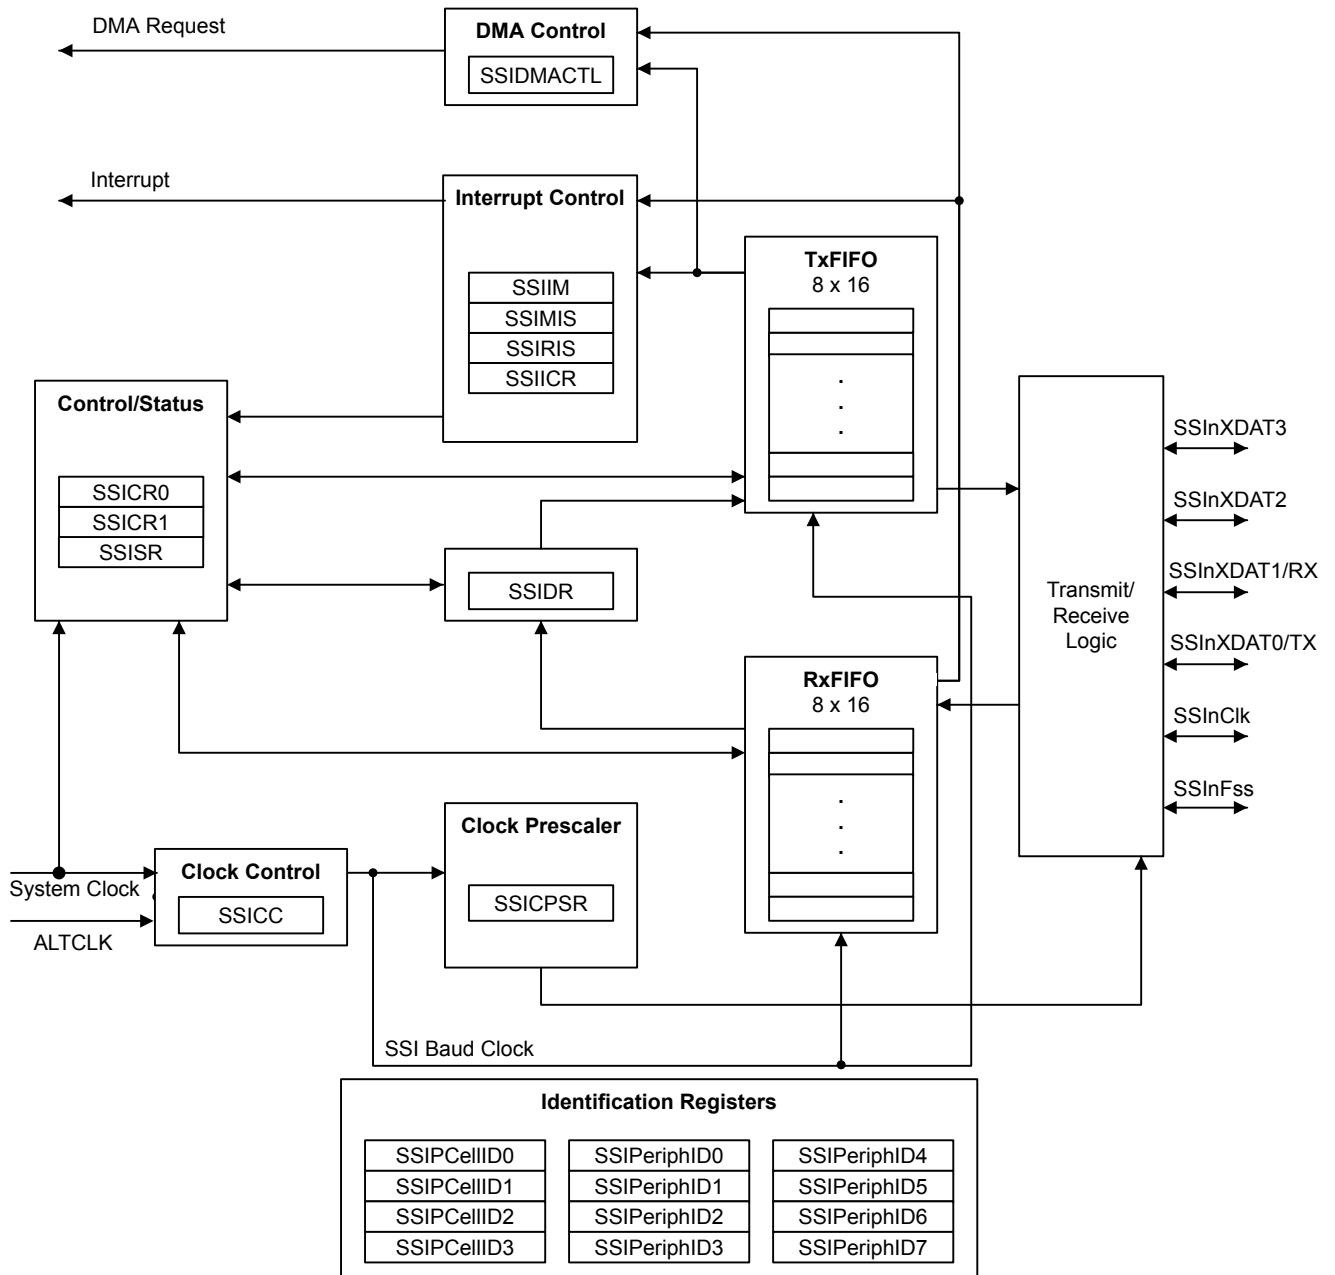 DMA Request
DMA Control
SSIDMACTL
Interrupt
Interrupt Control
SSIIM
SSIMIS
SSIRIS
SSIICR
TxFIFO
8 x 16
.
.
.
Control/Status
SSICR0
SSICR1
SSISR
SSIDR
Transmit/
Receive
Logic
SSInXDAT3
SSInXDAT2
SSInXDAT1/RX
SSInXDAT0/TX
SSInClk
SSInFss
RxFIFO
8 x 16
.
.
.
Clock Prescaler
SSICPSR
Clock Control
SSICC
System Clock
ALTCLK
SSI Baud Clock
Identification Registers
SSIPCellID0
SSIPCellID1
SSIPCellID2
SSIPCellID3
SSIPeriphID0
SSIPeriphID1
SSIPeriphID2
SSIPeriphID3
SSIPeriphID4
SSIPeriphID5
SSIPeriphID6
SSIPeriphID7